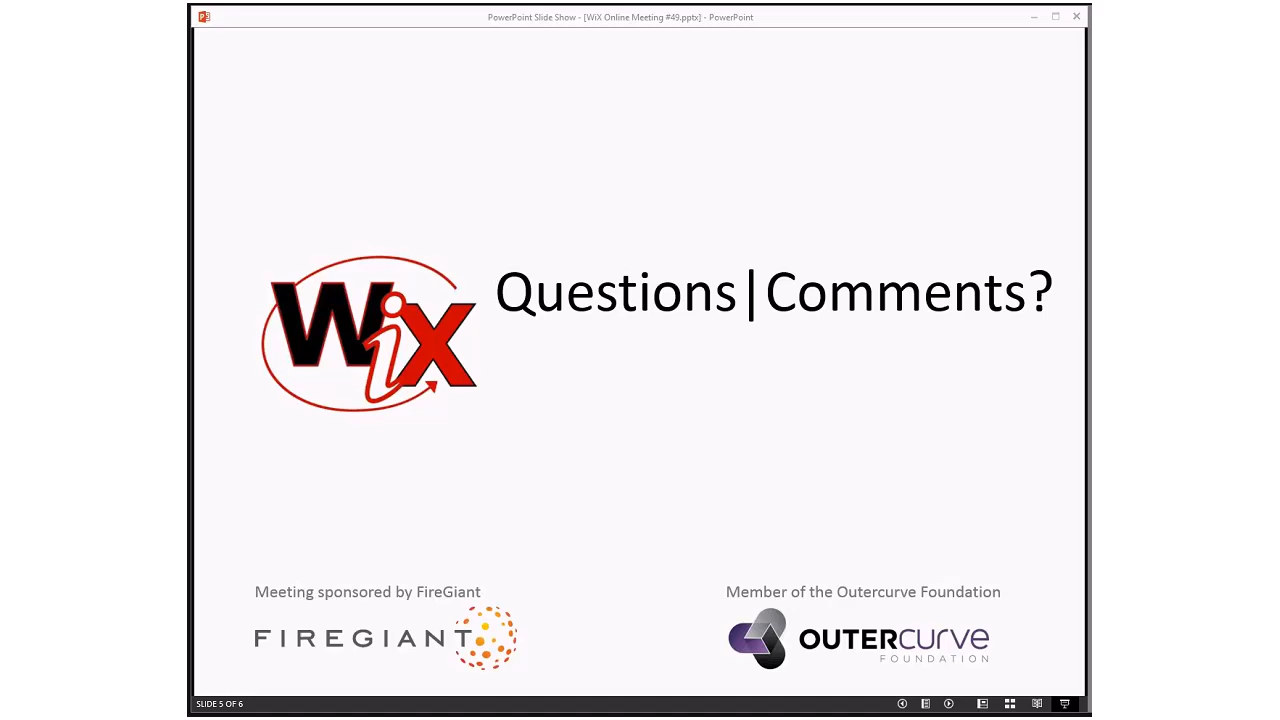 PowerPoint Slide Show - [WiX Online Meeting #49.pptx] - PowerPoint
WiX
Questions|Comments?
Meeting sponsored by FireGiant
FIREGIANT
Member of the Outercurve Foundation
OUTERCURVE
FOUNDATION
SLIDE 5 OF 6